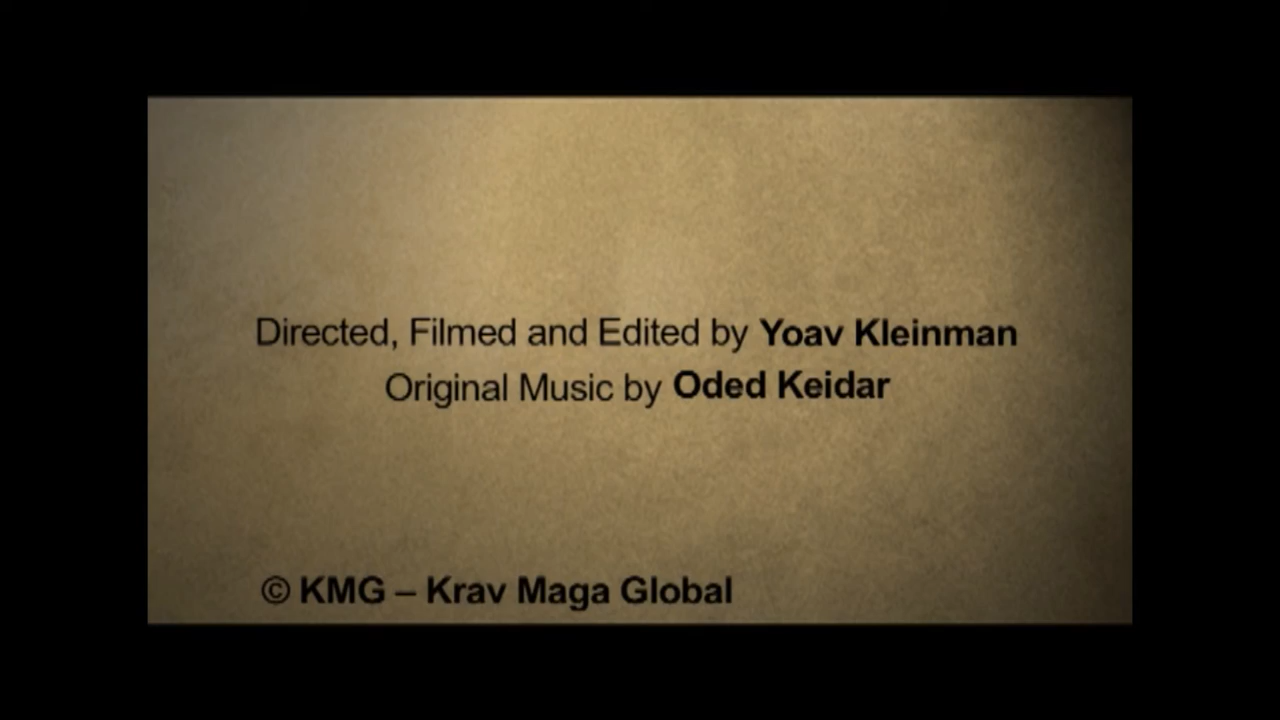 Directed, Filmed and Edited by Yoav Kleinman
Original Music by Oded Keidar
© KMG – Krav Maga Global